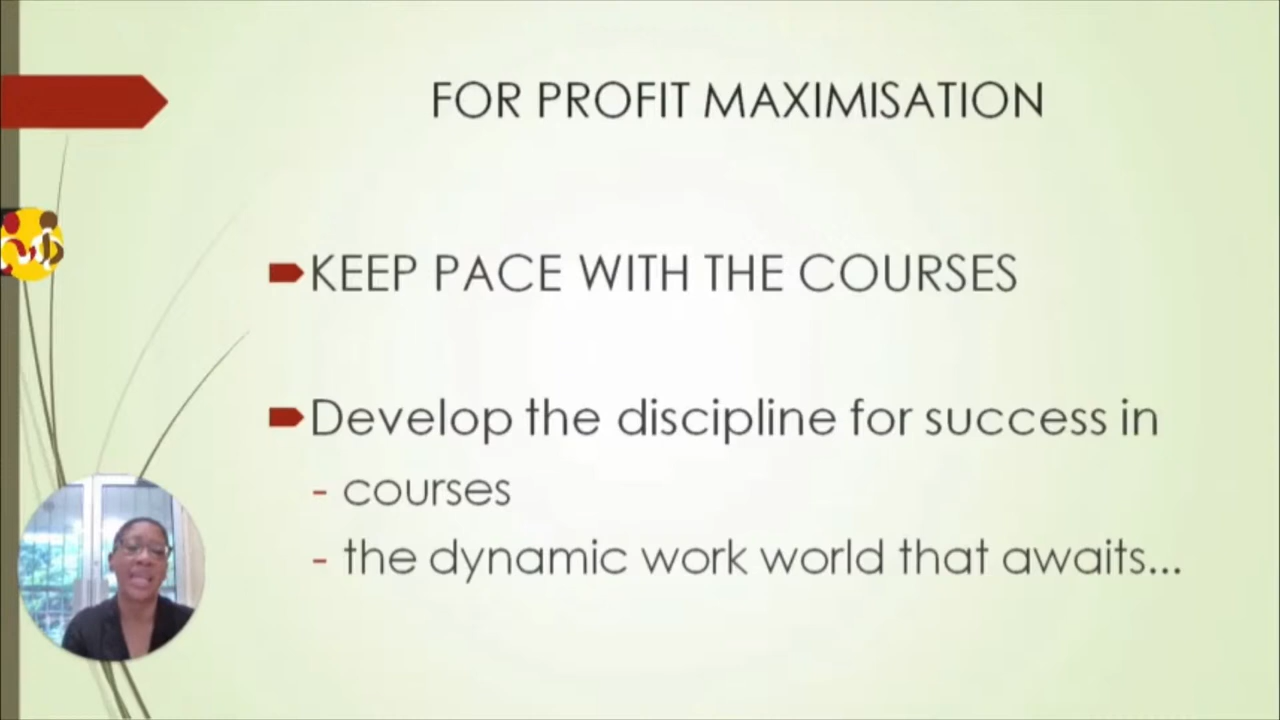 FOR PROFIT MAXIMISATION
KEEP PACE WITH THE COURSES
Develop the discipline for success in
- courses
- the dynamic work world that awaits...